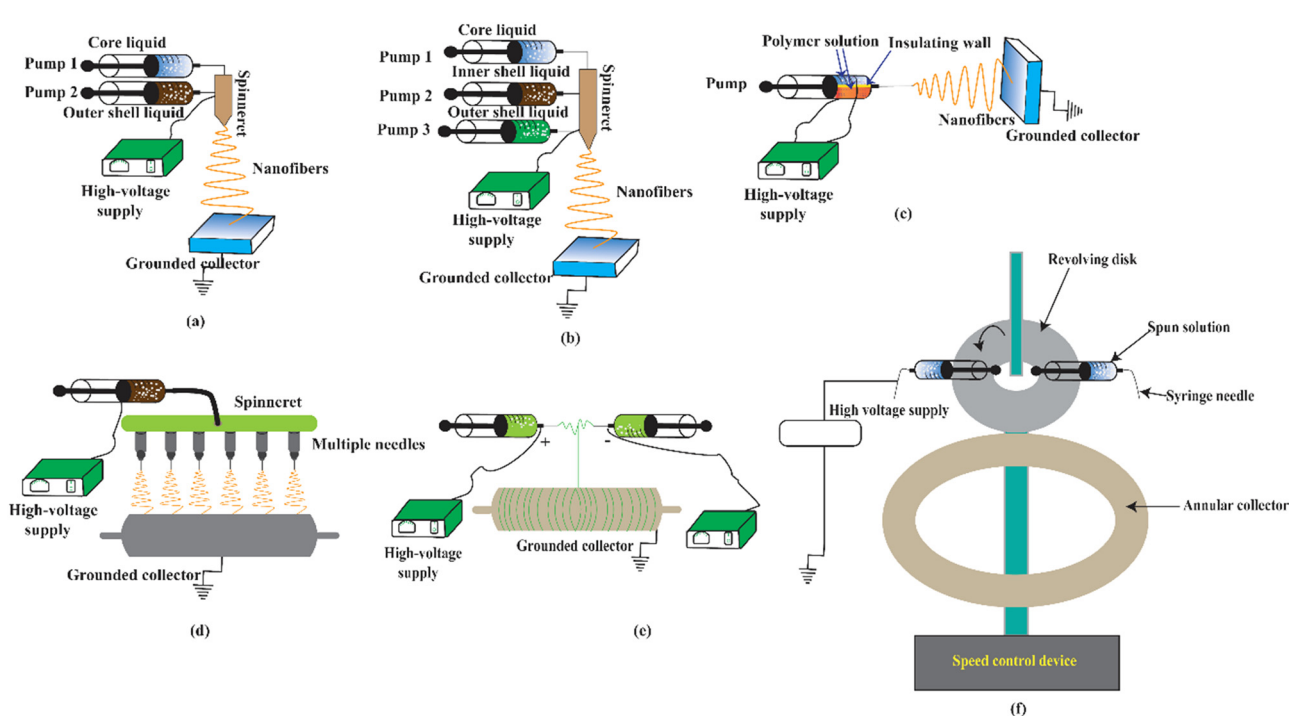 Core liquid
Pump 1
Pump 2
Outer shell liquid
Spinneret
Nanofibers
High-voltage
supply
Grounded collector
(a)
Core liquid
Pump 1
Inner shell liquid
Pump 2
Outer shell liquid
Pump 3
Spinneret
Nanofibers
High-voltage
supply
Grounded collector
(b)
Polymer solution
Insulating wall
Pump
Nanofibers
Grounded collector
High-voltage
supply
(c)
Spinneret
Multiple needles
High-voltage
supply
Grounded collector
(d)
+
-
High-voltage
supply
Grounded collector
(e)
Revolving disk
Spun solution
High voltage supply
Syringe needle
Annular collector
Speed control device
(f)